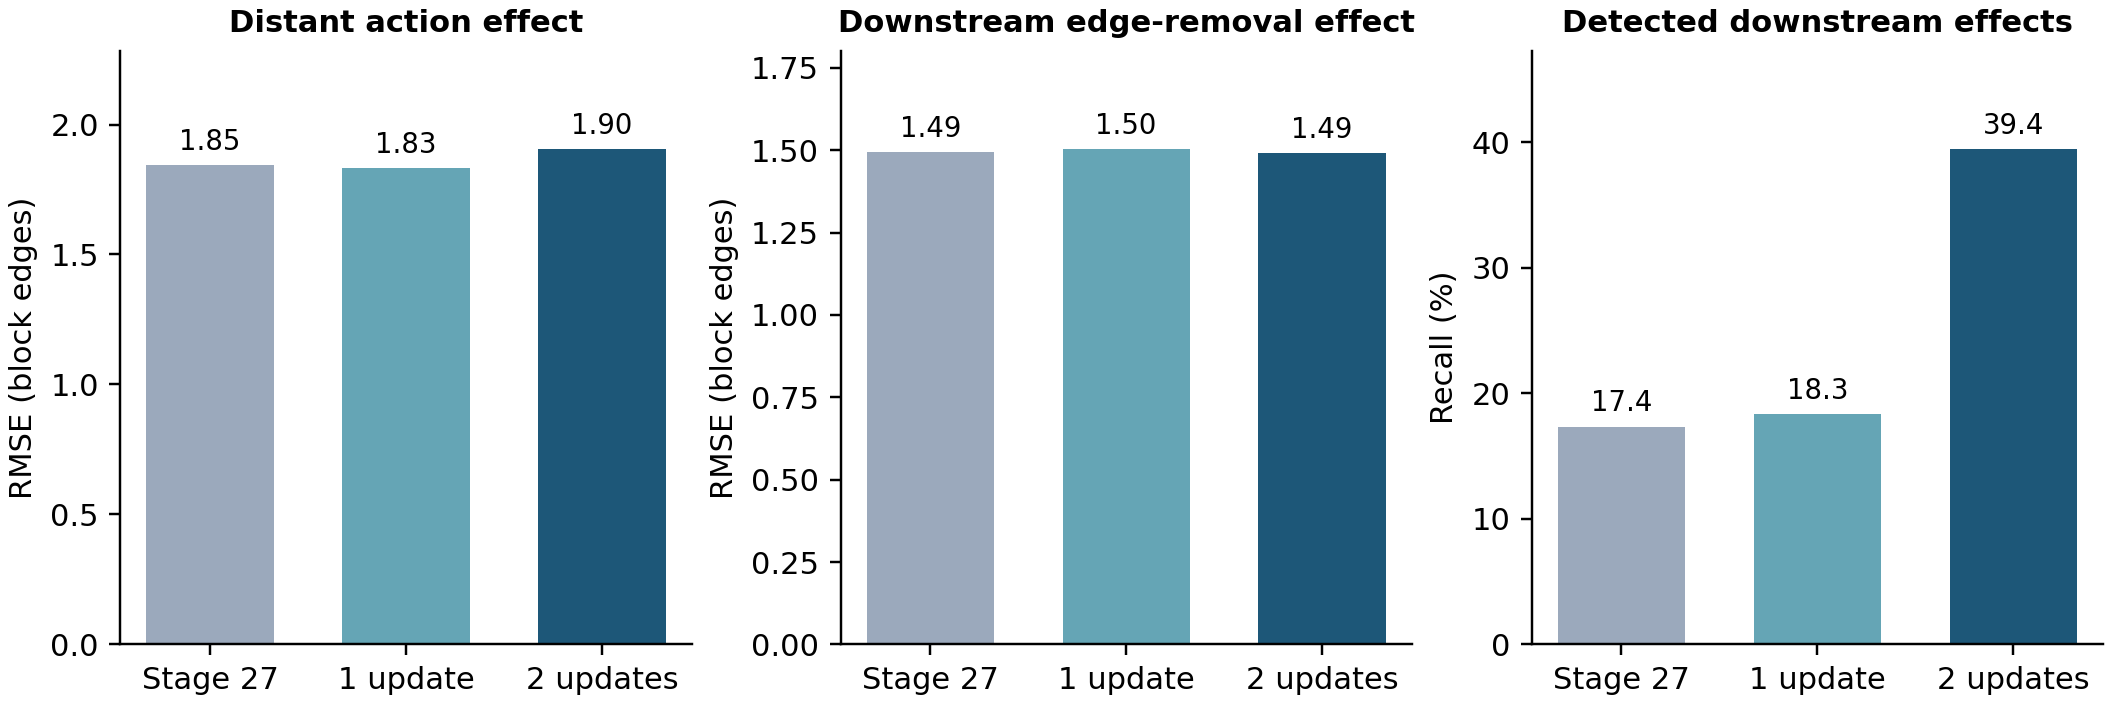 Distant action effect
RMSE (block edges)
2.0
1.5
1.0
0.5
0.0
1.85
1.83
1.90
Stage 27
1 update
2 updates
Downstream edge-removal effect
RMSE (block edges)
1.75
1.50
1.25
1.00
0.75
0.50
0.25
0.00
1.49
1.50
1.49
Stage 27
1 update
2 updates
Detected downstream effects
Recall (%)
40
30
20
10
0
17.4
18.3
39.4
Stage 27
1 update
2 updates